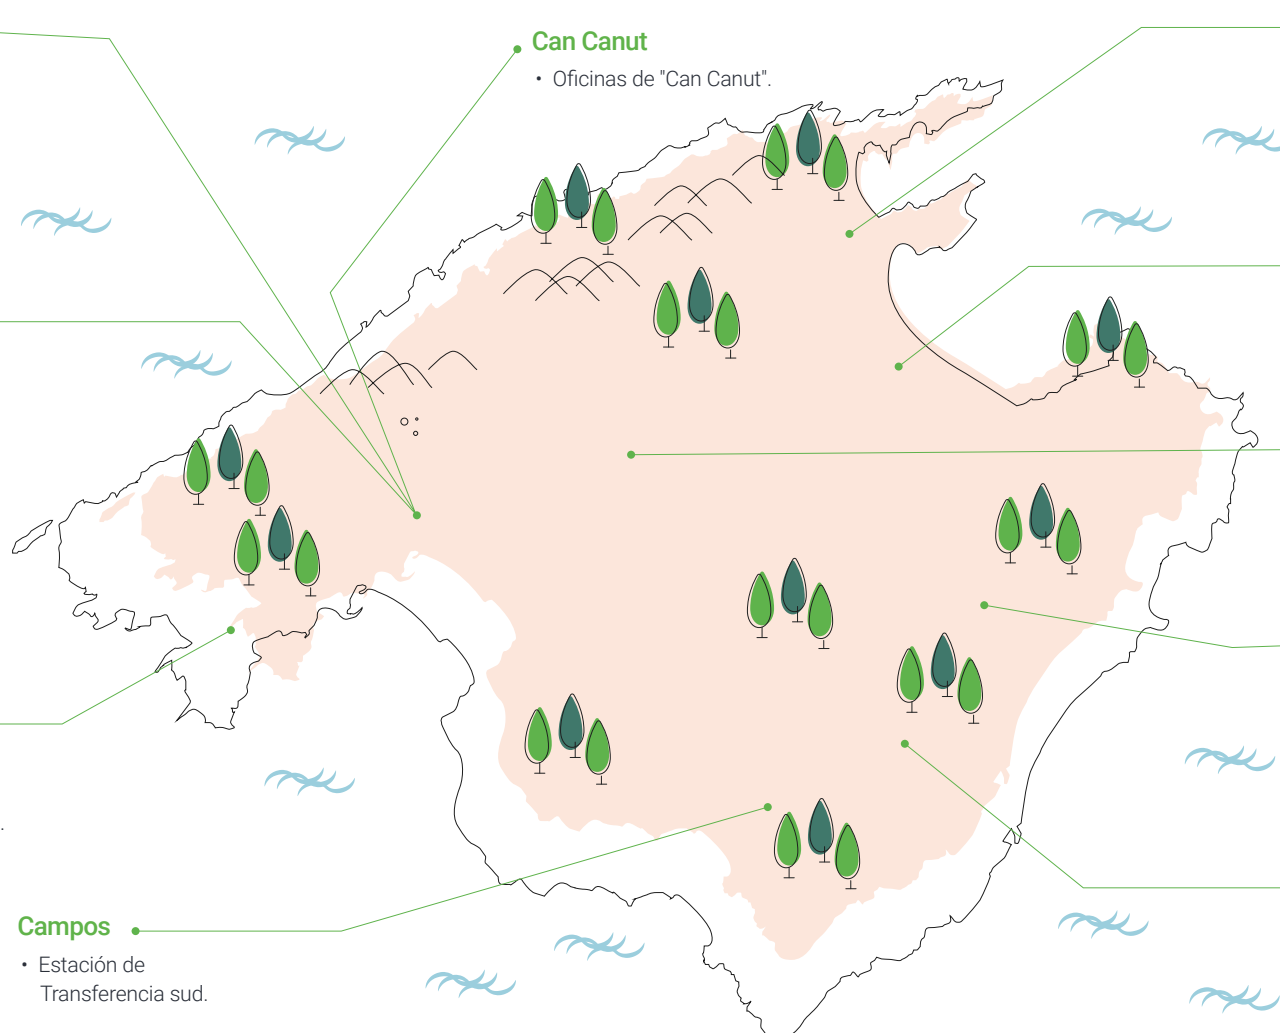 Can Canut
• Oficinas de "Can Canut".
.
Campos
• Estación de
Transferencia sud.